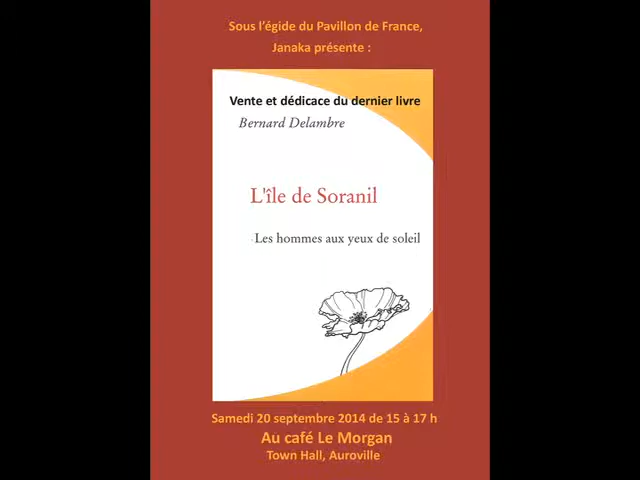 Sous l'égide du Pavillon de France,
Janaka présente :
Vente et dédicace du dernier livre
Bernard Delambre
L'île de Soranil
Les hommes aux yeux de soleil
Samedi 20 septembre 2014 de 15 à 17 h
Au café Le Morgan
Town Hall, Auroville